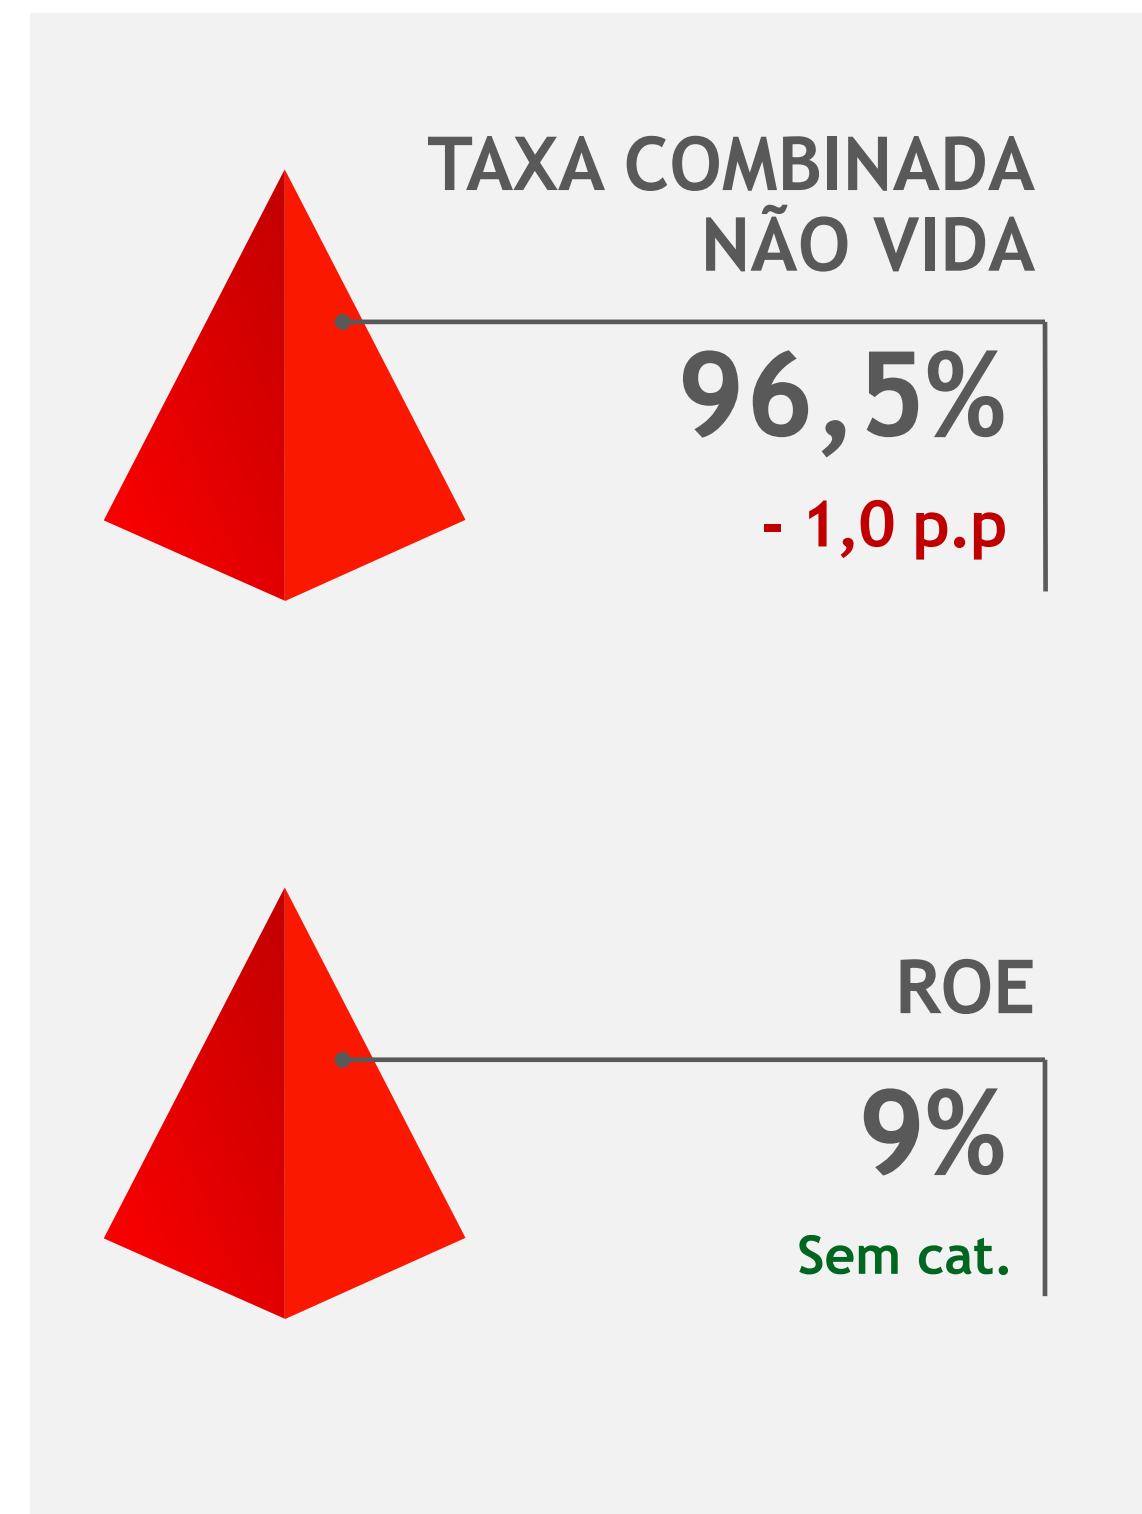 TAXA COMBINADA
NÃO VIDA
96,5%
- 1,0 p.p
ROE
9%
Sem cat.